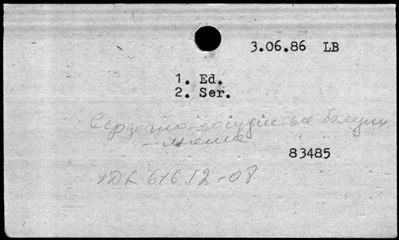 3.06.86 LB
1. Ed.
2. Ser.
Сердечно-сосудистые
83485
УДК 616.12-08